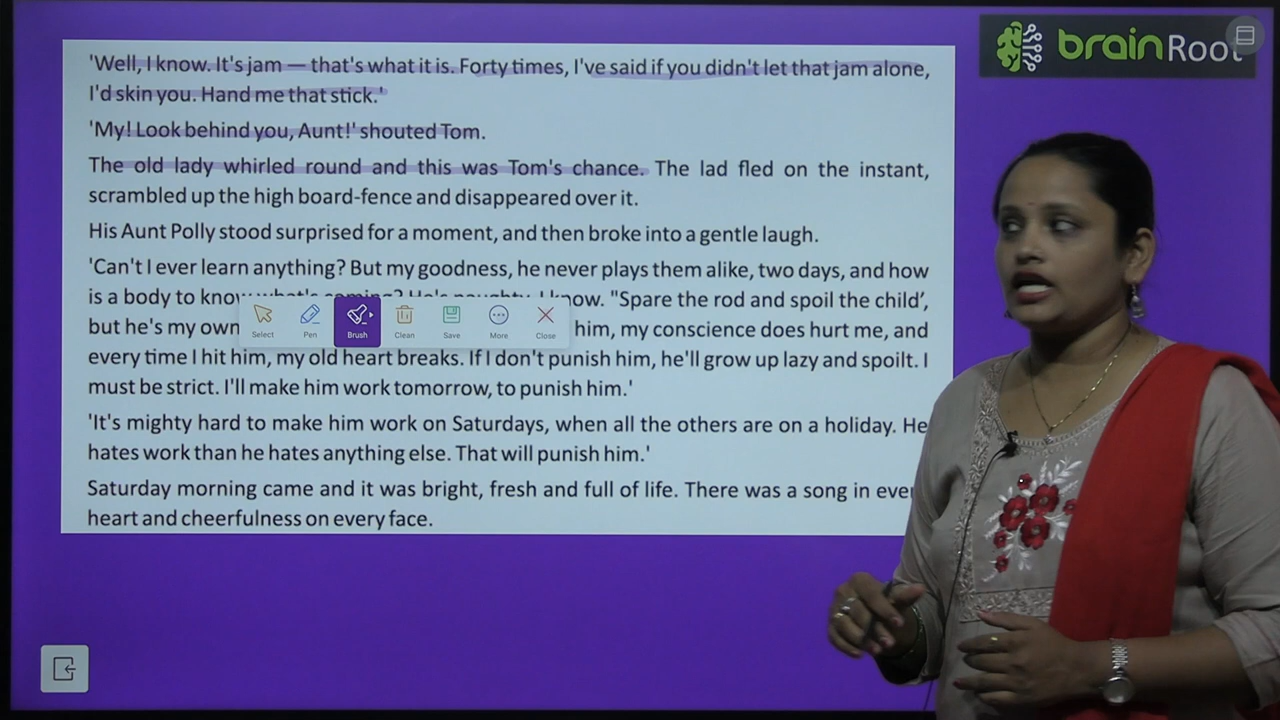 'Well, I know. It's jam — that's what it is. Forty times, I've said if you didn't let that jam alone,
I'd skin you. Hand me that stick.'
'My! Look behind you, Aunt!' shouted Tom.
The old lady whirled round and this was Tom's chance. The lad fled on the instant,
scrambled up the high board-fence and disappeared over it.
His Aunt Polly stood surprised for a moment, and then broke into a gentle laugh.
'Can't I ever learn anything? But my goodness, he never plays them alike, two days, and how
is a body to know what's coming? He's naughty, I know. "Spare the rod and spoil the child',
but he's my own him, my conscience does hurt me, and
every time I hit him, my old heart breaks. If I don't punish him, he'll grow up lazy and spoilt. I
must be strict. I'll make him work tomorrow, to punish him.'
'It's mighty hard to make him work on Saturdays, when all the others are on a holiday. He
hates work than he hates anything else. That will punish him.'
Saturday morning came and it was bright, fresh and full of life. There was a song in ever
heart and cheerfulness on every face.
Select Pen Brush Clean Save More Close
brainRoot